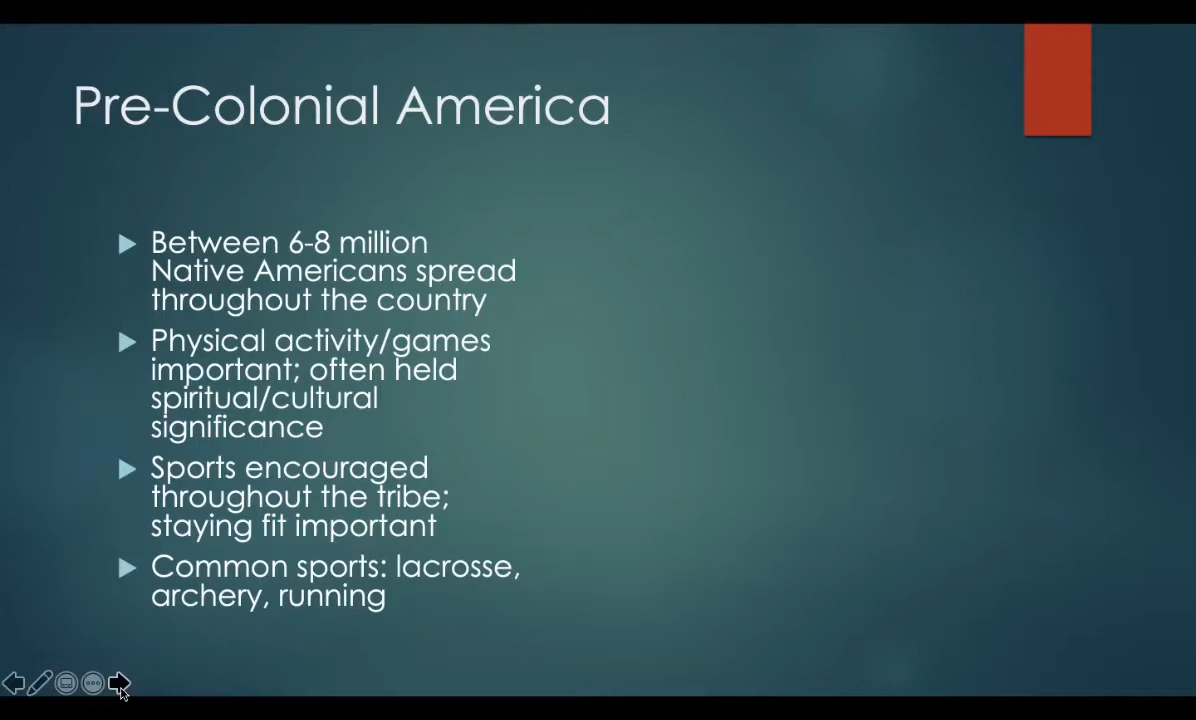 Pre-Colonial America
Between 6-8 million
Native Americans spread
throughout the country
Physical activity/games
important; often held
spiritual/cultural
significance
Sports encouraged
throughout the tribe;
staying fit important
Common sports: lacrosse,
archery, running